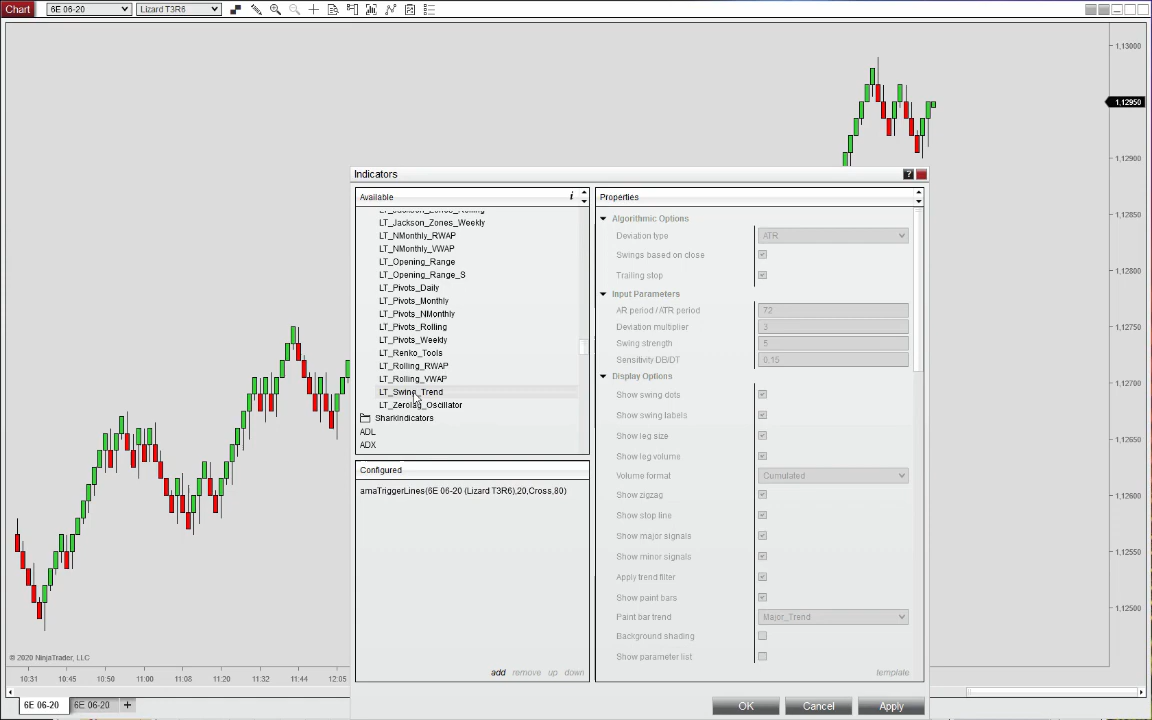 Chart
6E 06-20
Lizard T3R6
1,13000
1,12950
1,12900
1,12850
1,12800
1,12750
1,12700
1,12650
1,12600
1,12550
1,12500
Indicators
?
Available
i
LT_Jackson_Zones_Rolling
LT_Jackson_Zones_Weekly
LT_NMonthly_RWAP
LT_NMonthly_VWAP
LT_Opening_Range
LT_Opening_Range_S
LT_Pivots_Daily
LT_Pivots_Monthly
LT_Pivots_NMonthly
LT_Pivots_Rolling
LT_Pivots_Weekly
LT_Renko_Tools
LT_Rolling_RWAP
LT_Rolling_VWAP
LT_Swing_Trend
LT_Zerolag_Oscillator
SharkIndicators
ADL
ADX
Configured
amaTriggerLines(6E 06-20 (Lizard T3R6),20,Cross,80)
add remove up down
Properties
Algorithmic Options
Deviation type ATR
Swings based on close
Trailing stop
Input Parameters
AR period / ATR period 72
Deviation multiplier 3
Swing strength 5
Sensitivity DB/DT 0,15
Display Options
Show swing dots
Show swing labels
Show leg size
Show leg volume
Volume format Cumulated
Show zigzag
Show stop line
Show major signals
Show minor signals
Apply trend filter
Show paint bars
Paint bar trend Major_Trend
Background shading
Show parameter list
template
OK Cancel Apply
© 2020 NinjaTrader, LLC
10:31 10:45 10:50 11:00 11:08 11:21 11:32 11:44 12:05
6E 06-20 6E 06-20 +